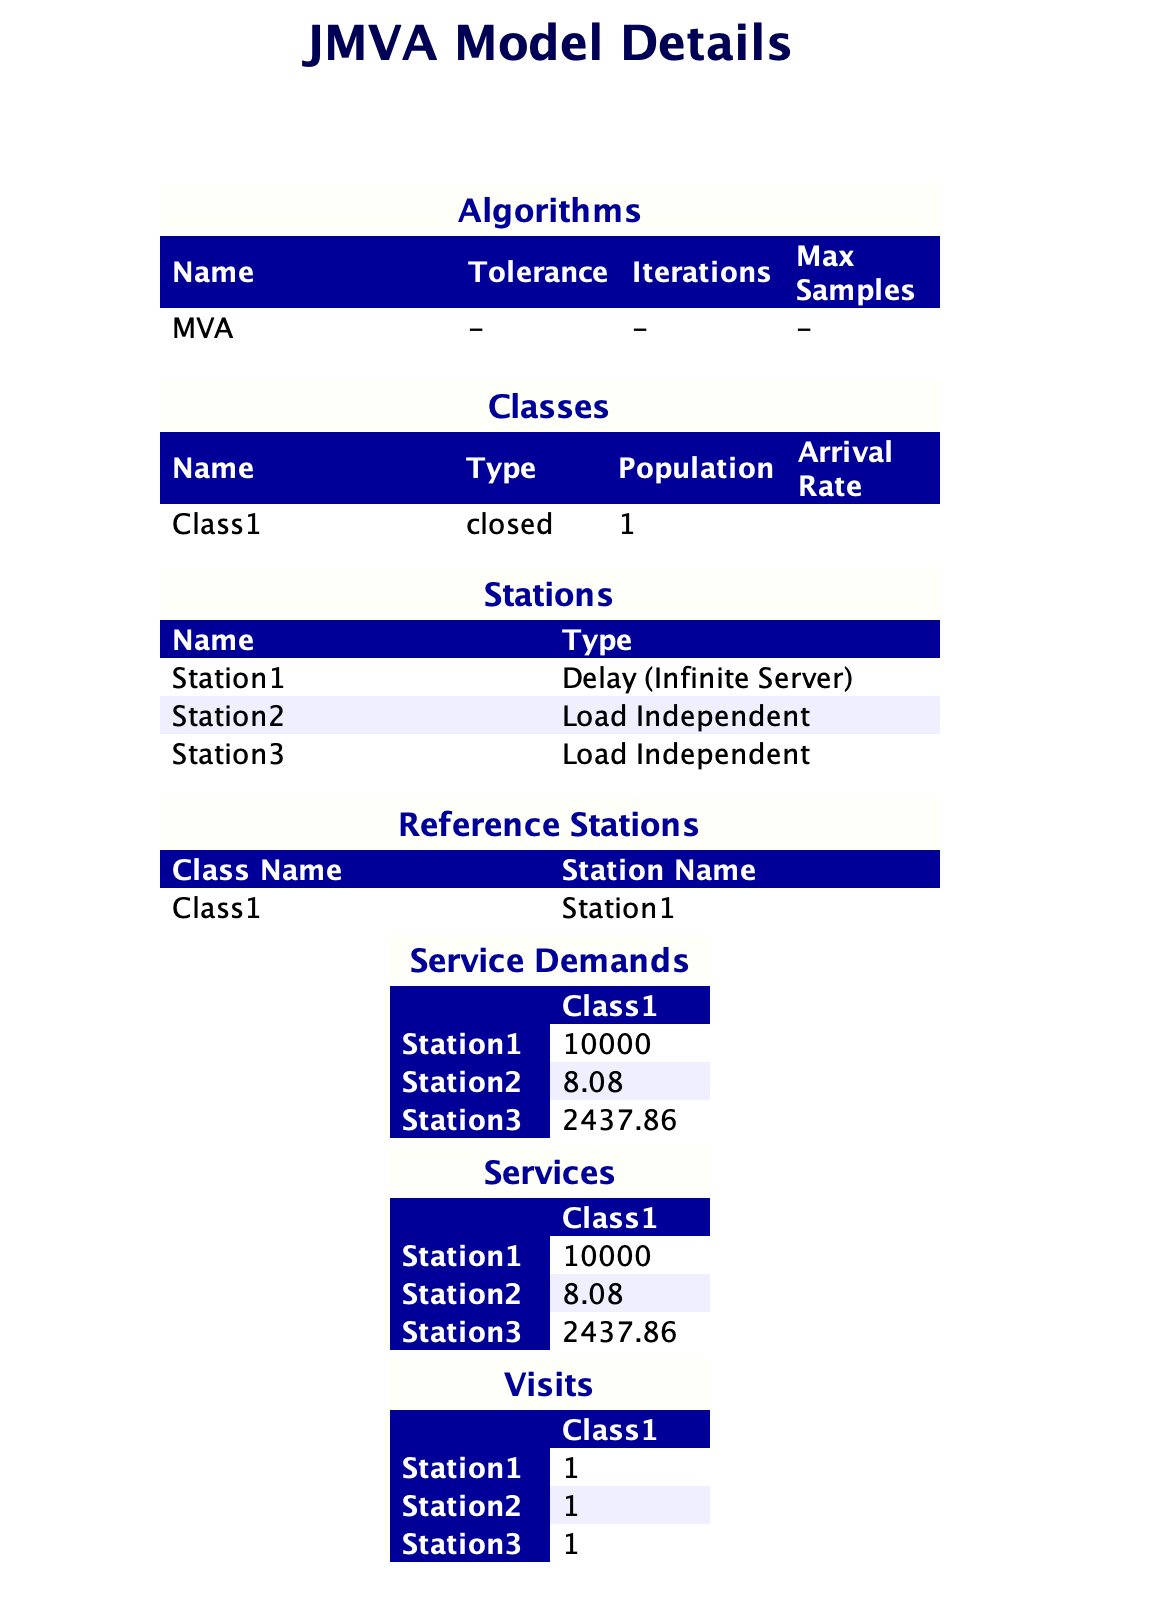 JMVA Model Details
Algorithms
Name Tolerance Iterations Max Samples
MVA – – –
Classes
Name Type Population Arrival Rate
Class1 closed 1
Stations
Name Type
Station1 Delay (Infinite Server)
Station2 Load Independent
Station3 Load Independent
Reference Stations
Class Name Station Name
Class1 Station1
Service Demands
Class1
Station1 10000
Station2 8.08
Station3 2437.86
Services
Class1
Station1 10000
Station2 8.08
Station3 2437.86
Visits
Class1
Station1 1
Station2 1
Station3 1